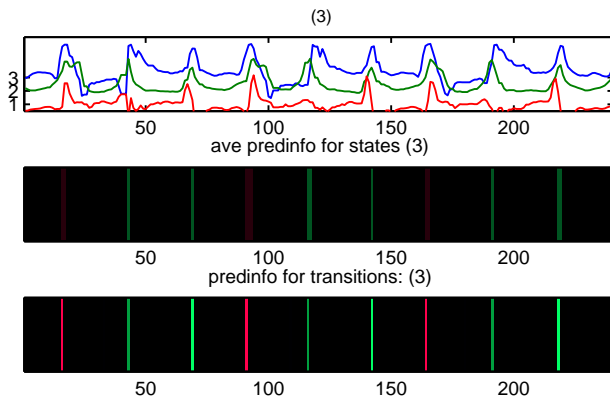 (3)
3
2
1
50 100 150 200
ave predinfo for states (3)
50 100 150 200
predinfo for transitions: (3)
50 100 150 200